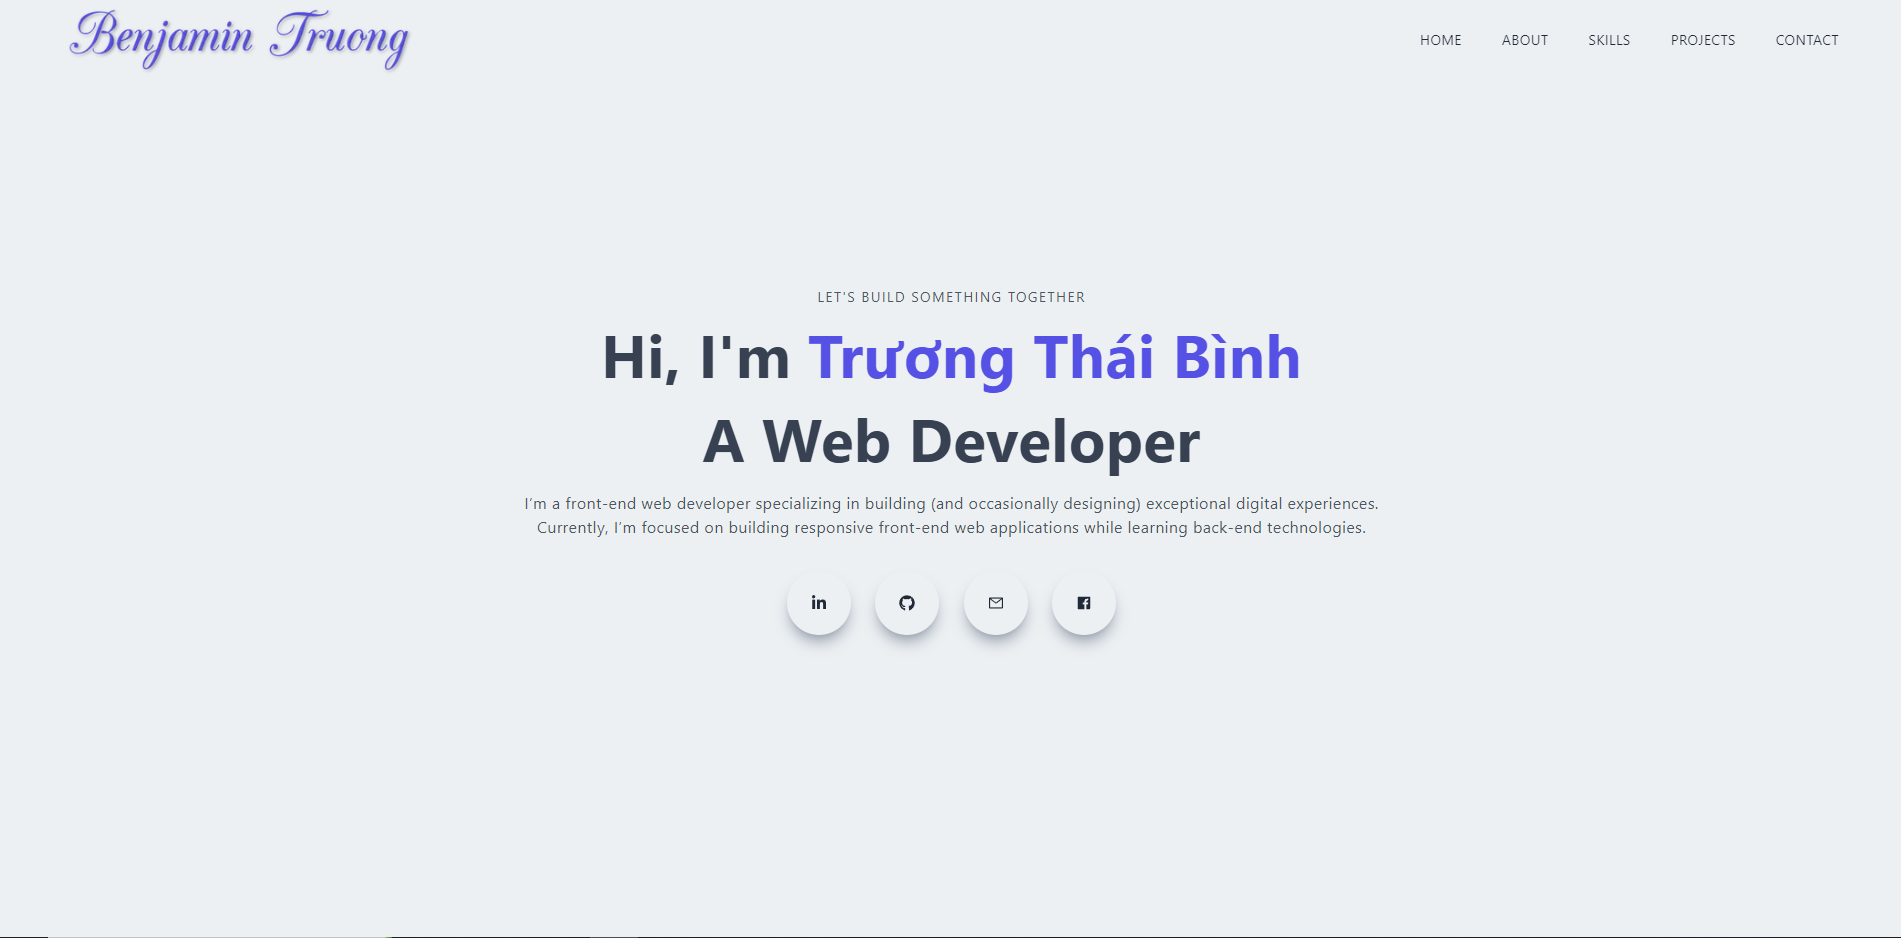 Benjamin Truong
HOME ABOUT SKILLS PROJECTS CONTACT
LET'S BUILD SOMETHING TOGETHER
Hi, I'm Trương Thái Bình
A Web Developer
I’m a front-end web developer specializing in building (and occasionally designing) exceptional digital experiences.
Currently, I’m focused on building responsive front-end web applications while learning back-end technologies.
in